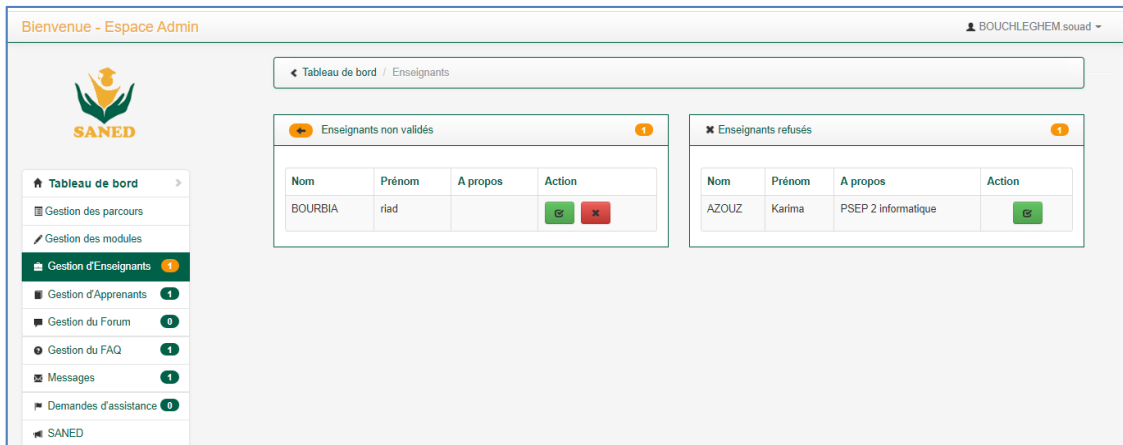 Bienvenue - Espace Admin
BOUCHLEGHEM.souad
SANED
Tableau de bord / Enseignants
Tableau de bord
Gestion des parcours
Gestion des modules
Gestion d'Enseignants 1
Gestion d'Apprenants 1
Gestion du Forum 0
Gestion du FAQ 1
Messages 1
Demandes d'assistance 0
SANED
Enseignants non validés 1
Nom Prénom A propos Action
BOURBIA riad
Enseignants refusés 1
Nom Prénom A propos Action
AZOUZ Karima PSEP 2 informatique